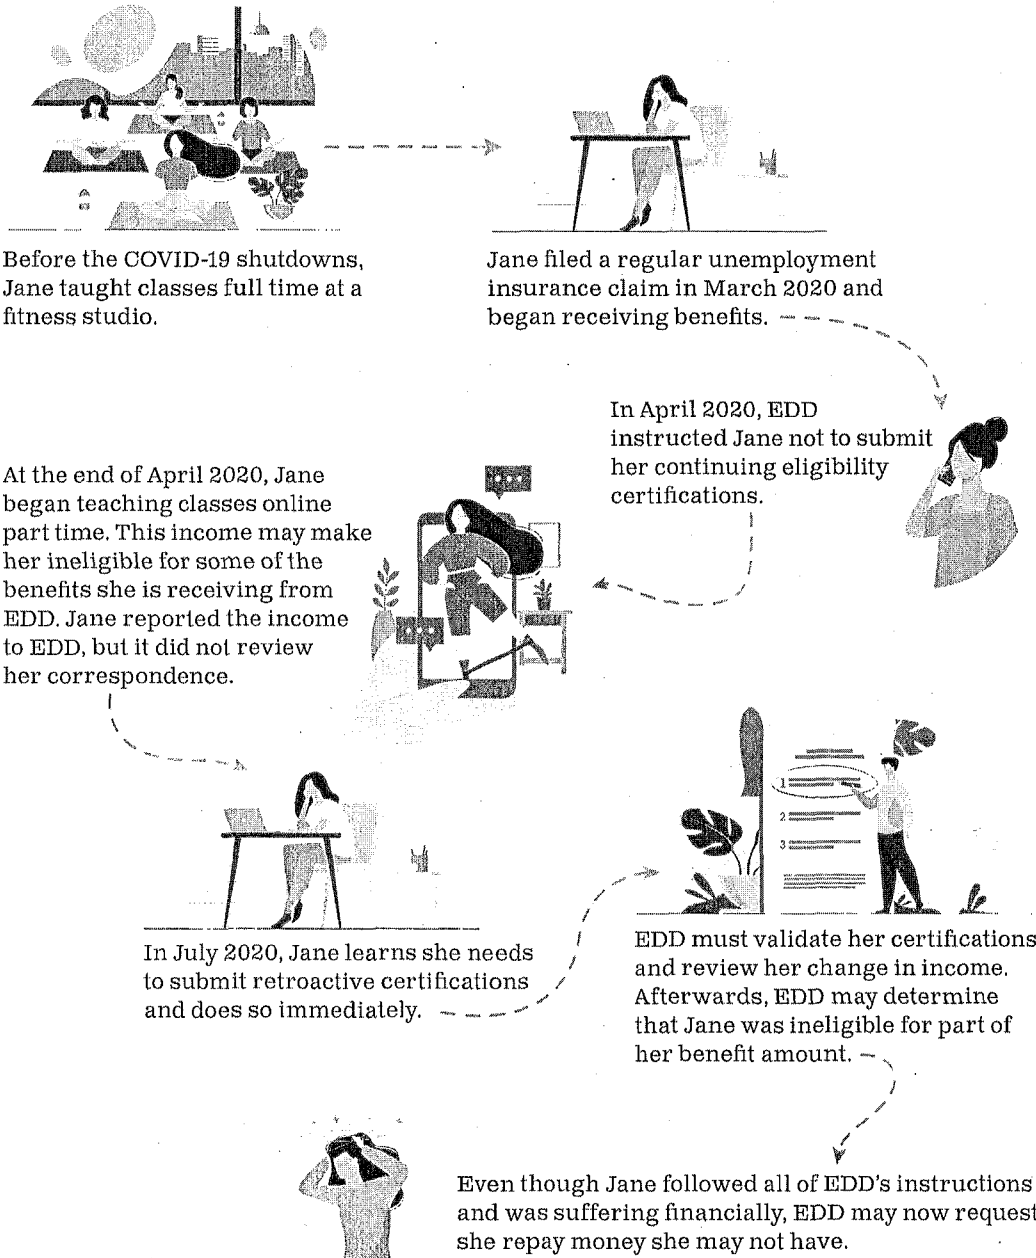 Before the COVID-19 shutdowns,
Jane taught classes full time at a
fitness studio.
Jane filed a regular unemployment
insurance claim in March 2020 and
began receiving benefits.
In April 2020, EDD
instructed Jane not to submit
her continuing eligibility
certifications.
At the end of April 2020, Jane
began teaching classes online
part time. This income may make
her ineligible for some of the
benefits she is receiving from
EDD. Jane reported the income
to EDD, but it did not review
her correspondence.
In July 2020, Jane learns she needs
to submit retroactive certifications
and does so immediately.
1
2
3
EDD must validate her certifications
and review her change in income.
Afterwards, EDD may determine
that Jane was ineligible for part of
her benefit amount.
Even though Jane followed all of EDD's instructions
and was suffering financially, EDD may now request
she repay money she may not have.